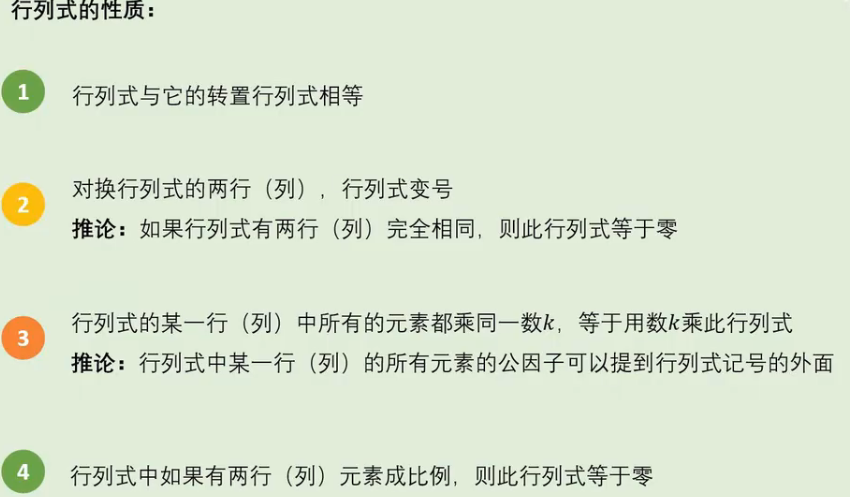 行列式的性质：
1 行列式与它的转置行列式相等
2 对换行列式的两行（列），行列式变号
推论：如果行列式有两行（列）完全相同，则此行列式等于零
3 行列式的某一行（列）中所有的元素都乘同一数k，等于用数k乘此行列式
推论：行列式中某一行（列）的所有元素的公因子可以提到行列式记号的外面
4 行列式中如果有两行（列）元素成比例，则此行列式等于零